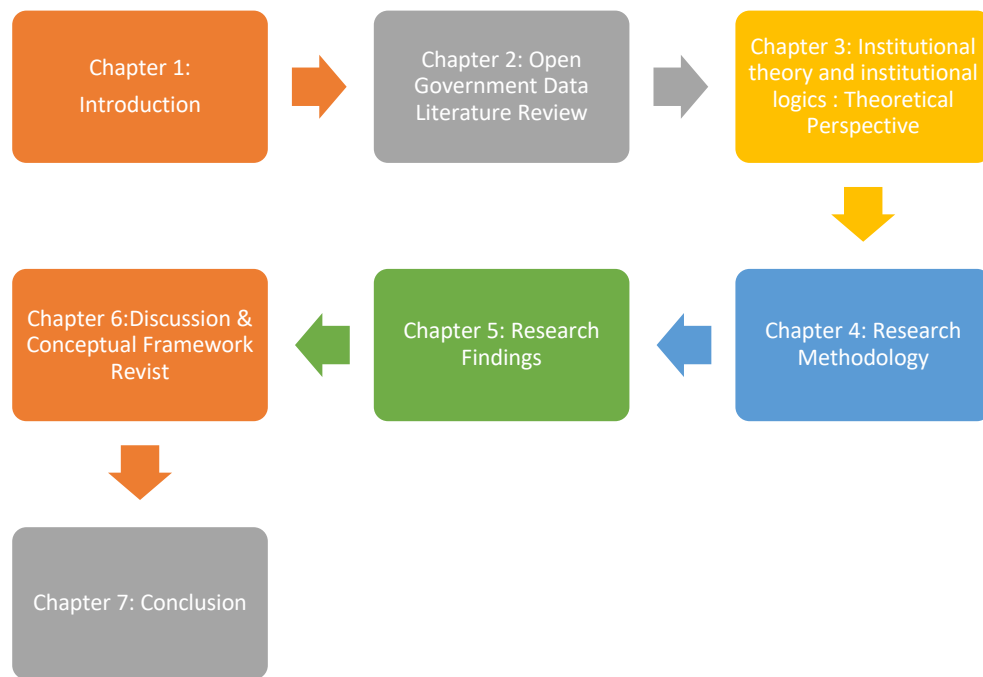 Chapter 1:
Introduction
Chapter 2: Open
Government Data
Literature Review
Chapter 3: Institutional
theory and institutional
logics : Theoretical
Perspective
Chapter 4: Research
Methodology
Chapter 5: Research
Findings
Chapter 6:Discussion &
Conceptual Framework
Revist
Chapter 7: Conclusion